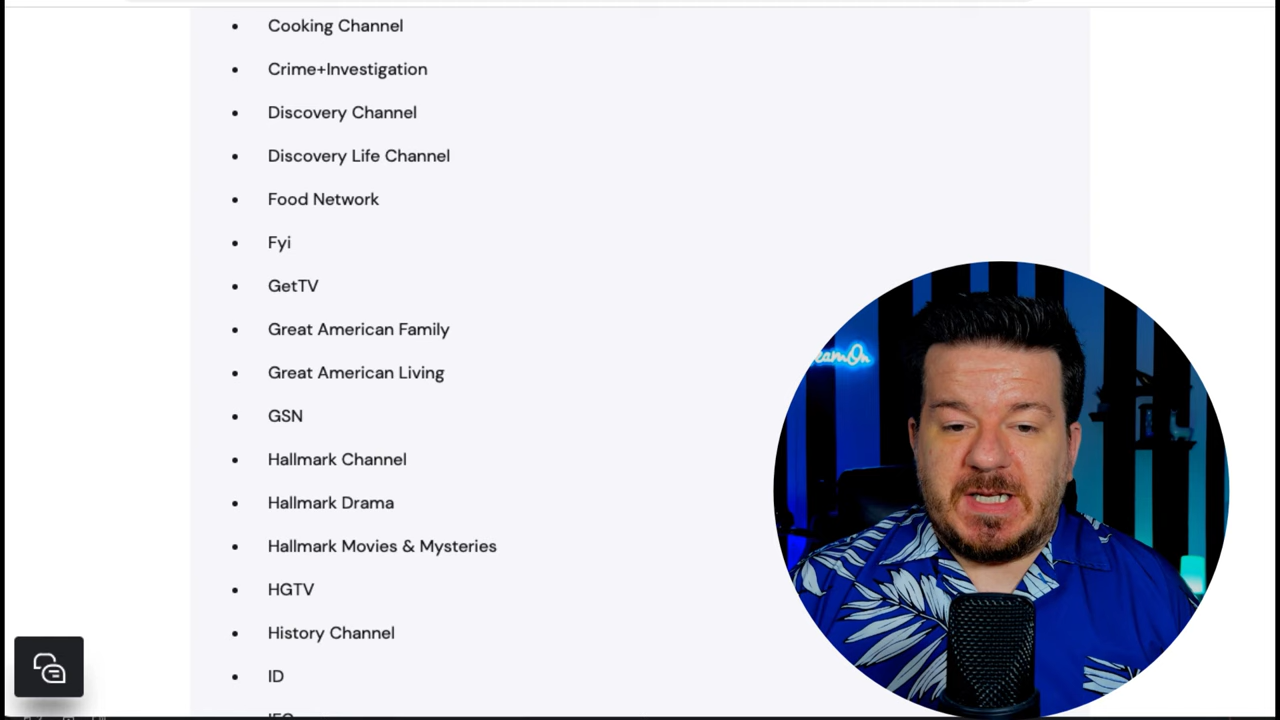 Cooking Channel
Crime+Investigation
Discovery Channel
Discovery Life Channel
Food Network
Fyi
GetTV
Great American Family
Great American Living
GSN
Hallmark Channel
Hallmark Drama
Hallmark Movies & Mysteries
HGTV
History Channel
ID